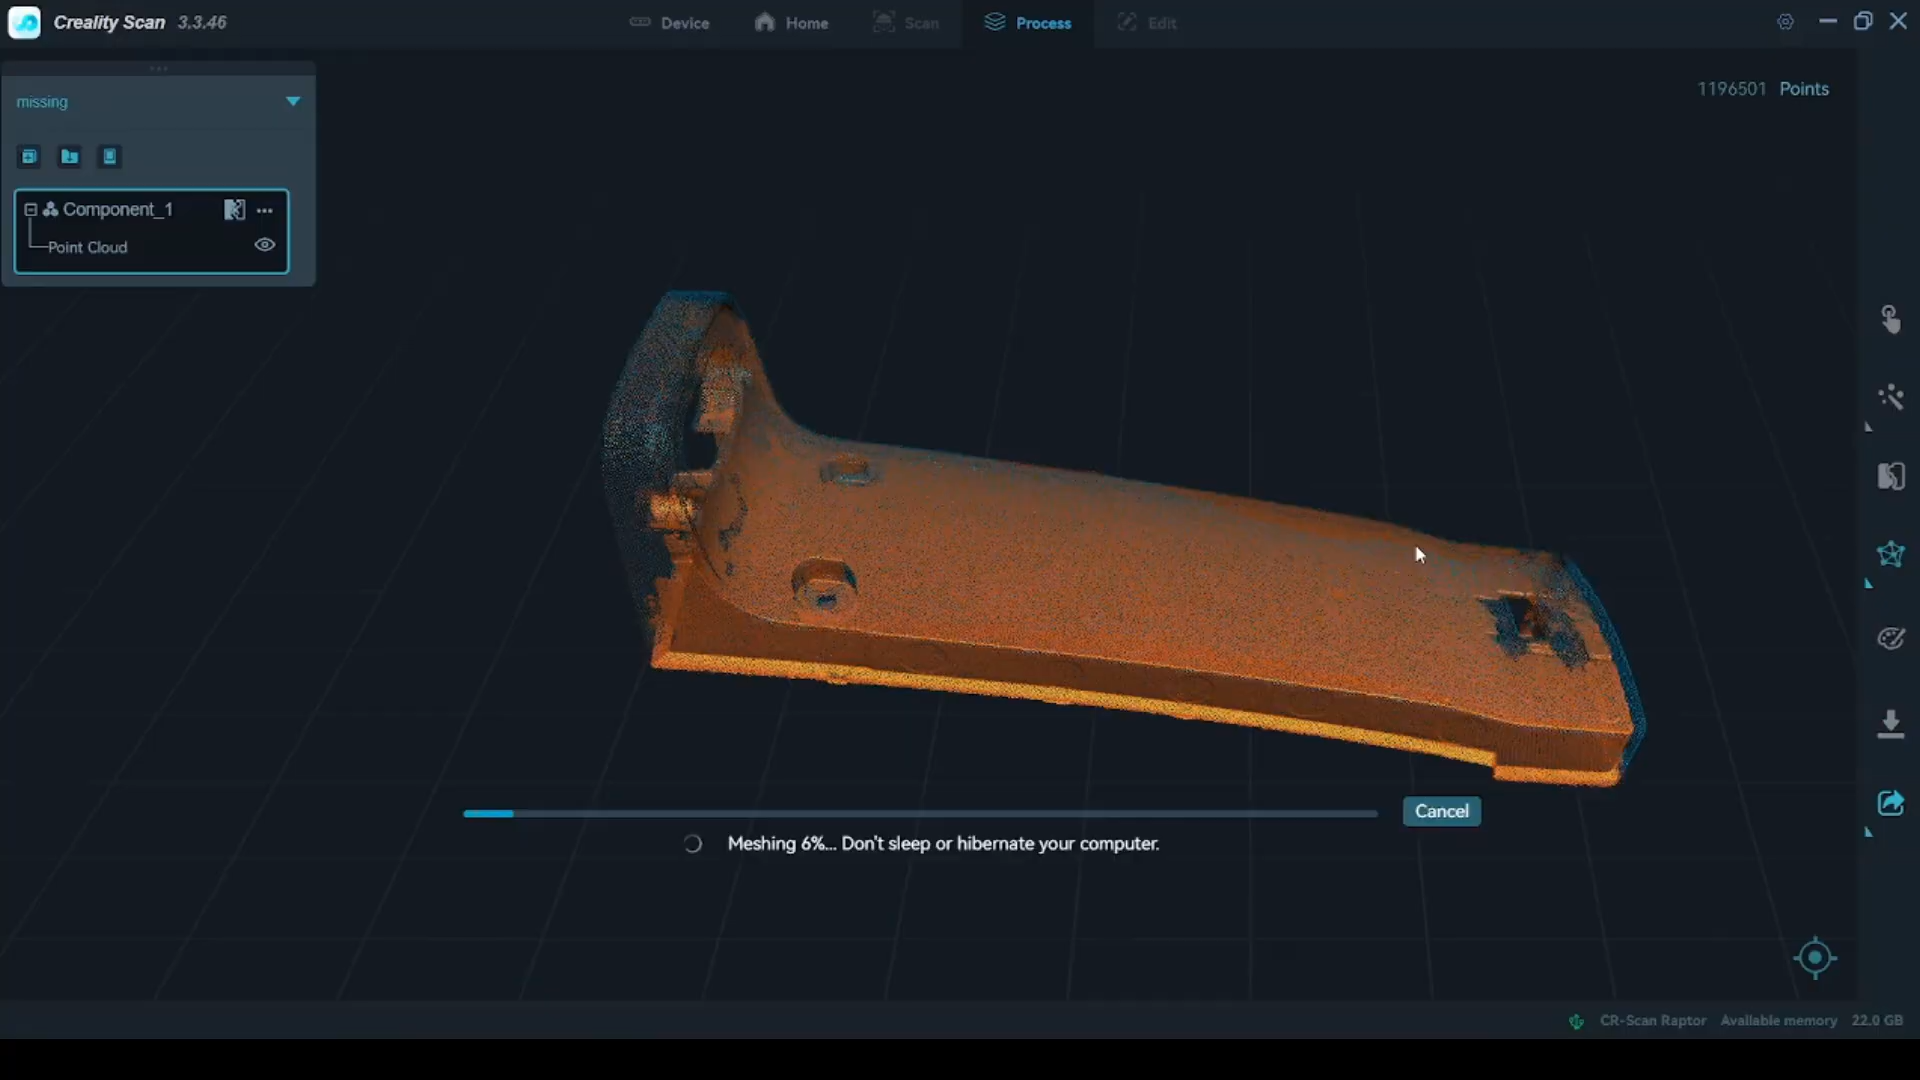 Creality Scan 3.3.46
Device
Home
Scan
Process
Edit
missing
1196501 Points
Component_1
Point Cloud
Cancel
Meshing 6%... Don't sleep or hibernate your computer.
CR-Scan Raptor Available memory 22.0 GB